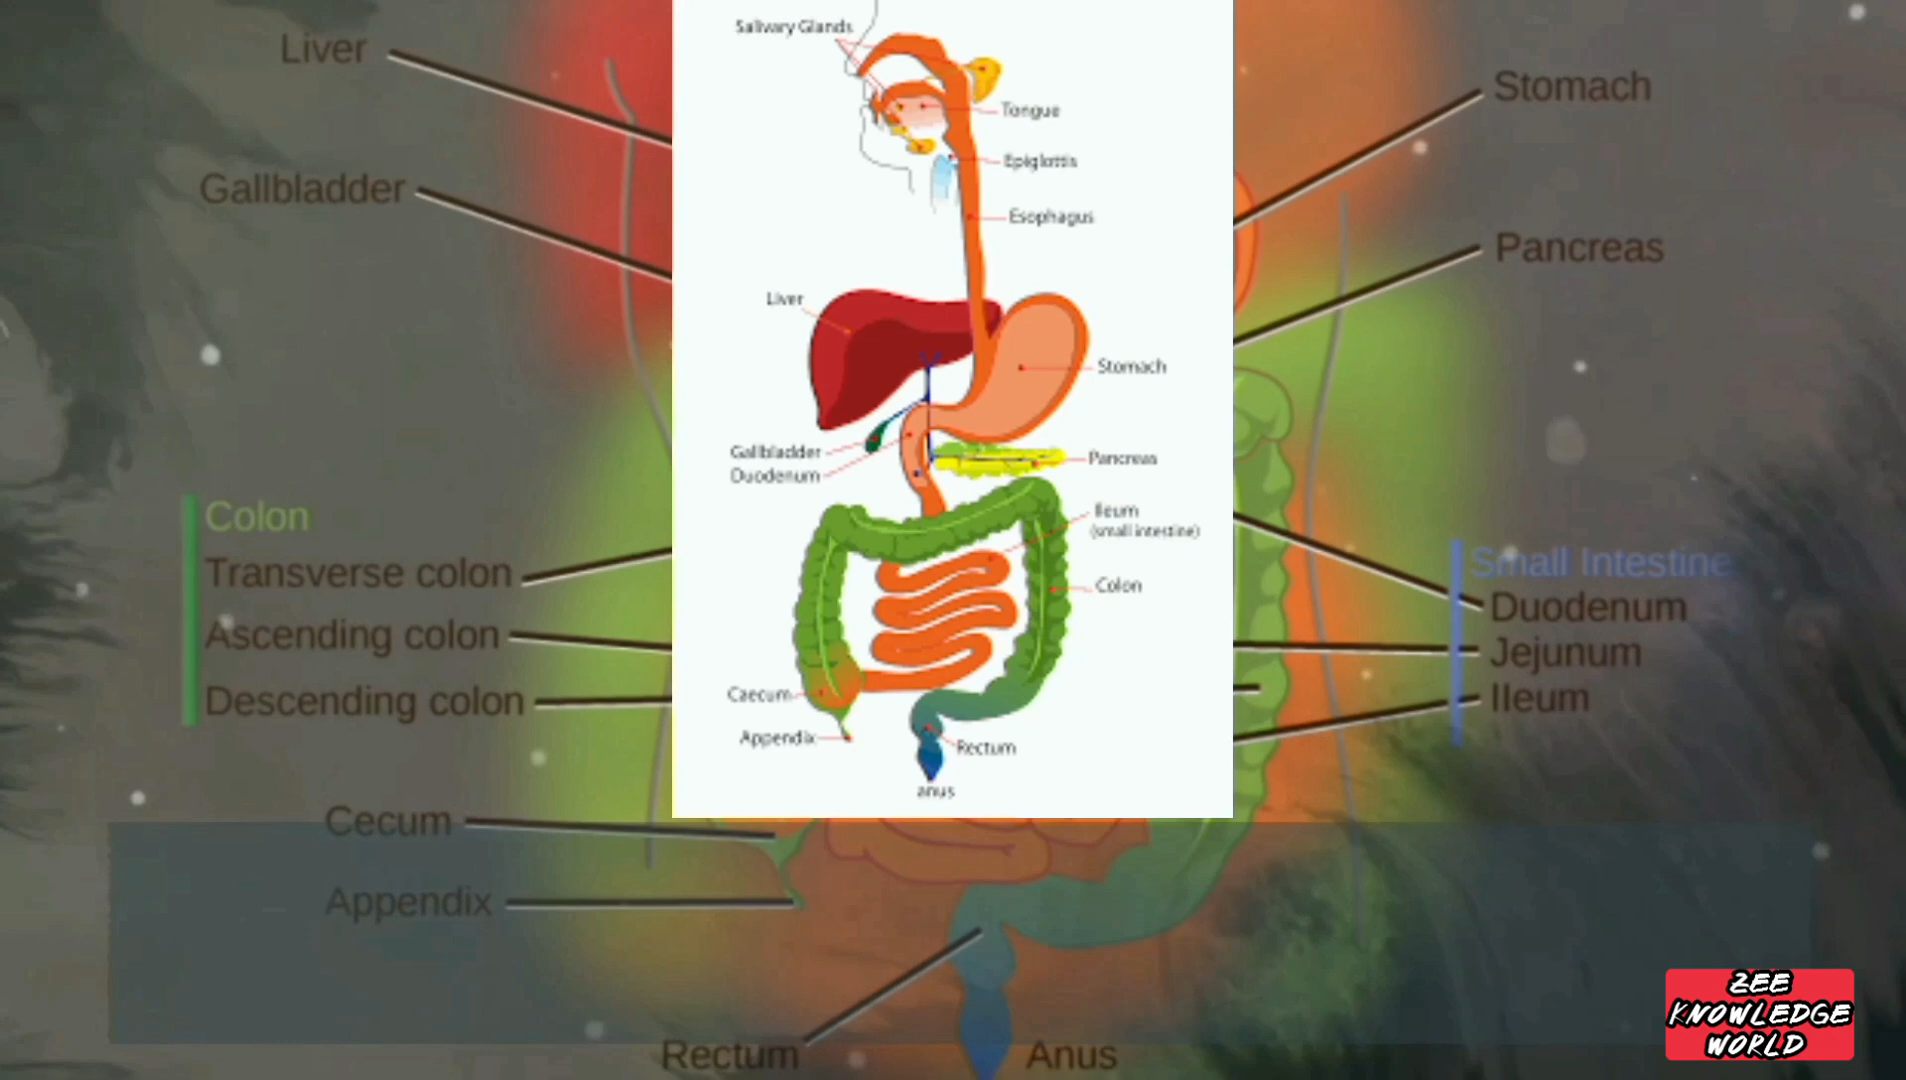 Liver
Gallbladder
Colon
Transverse colon
Ascending colon
Descending colon
Cecum
Appendix
Rectum
Anus
Salivary Glands
Tongue
Epiglottis
Esophagus
Liver
Stomach
Gallbladder
Duodenum
Pancreas
Ileum
(small intestine)
Colon
Caecum
Appendix
Rectum
anus
Stomach
Pancreas
Small Intestine
Duodenum
Jejunum
Ileum
ZEE
KNOWLEDGE
WORLD